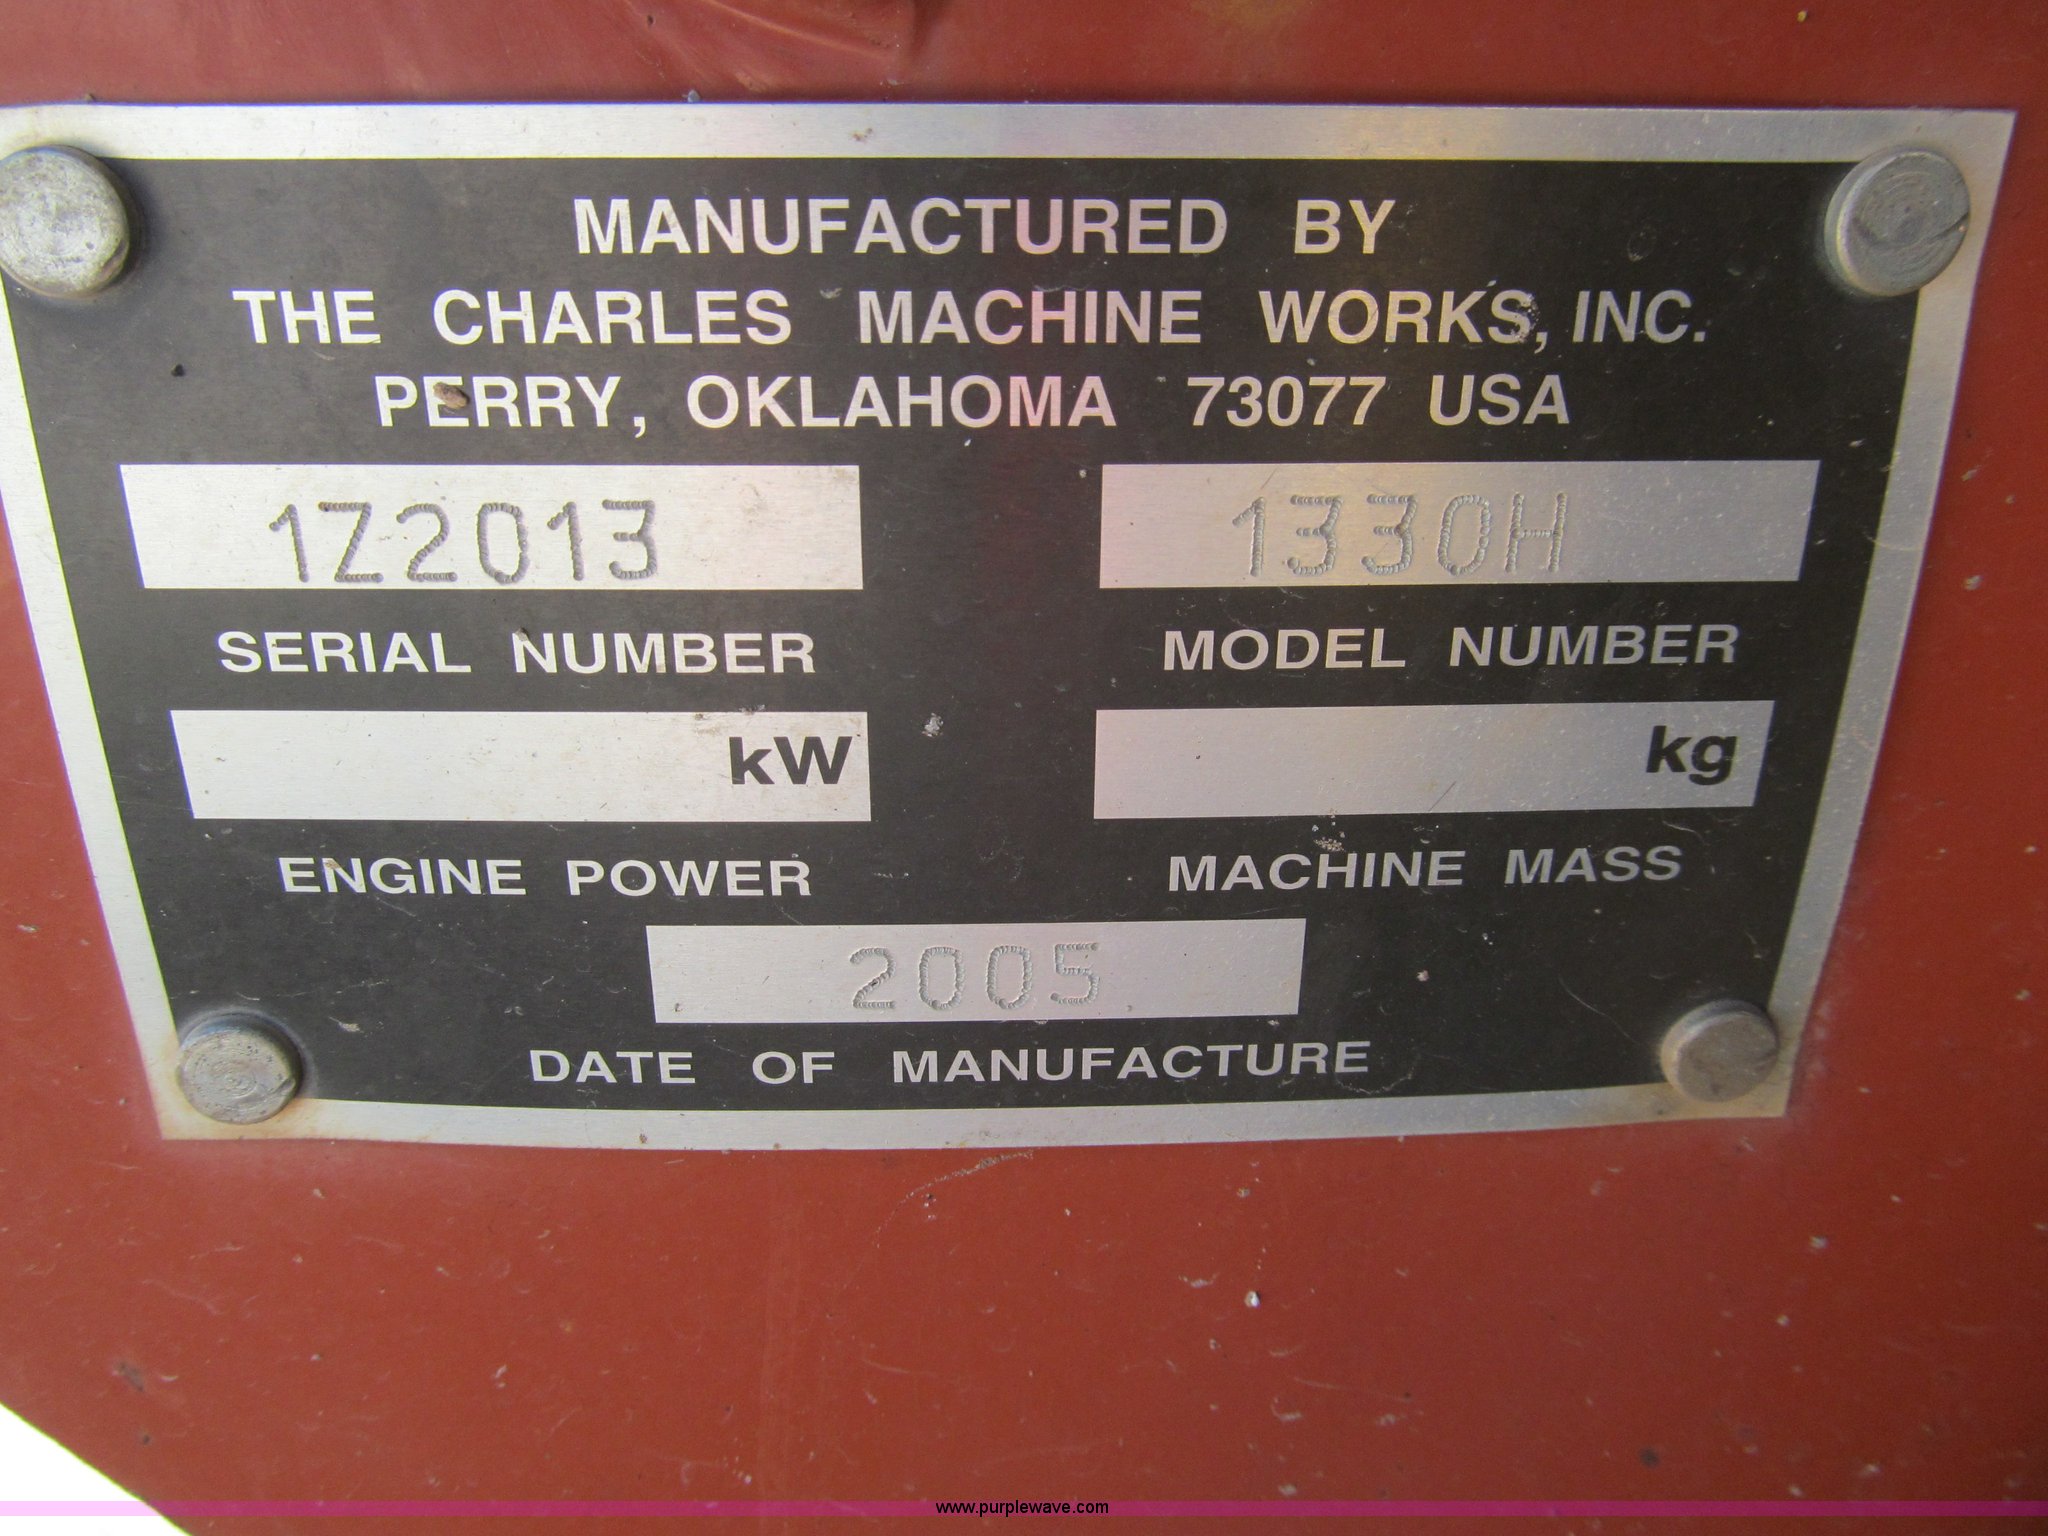 MANUFACTURED BY
THE CHARLES MACHINE WORKS, INC.
PERRY, OKLAHOMA 73077 USA
1Z2013 1330H
SERIAL NUMBER MODEL NUMBER
kW kg
ENGINE POWER MACHINE MASS
2005
DATE OF MANUFACTURE
www.purplewave.com